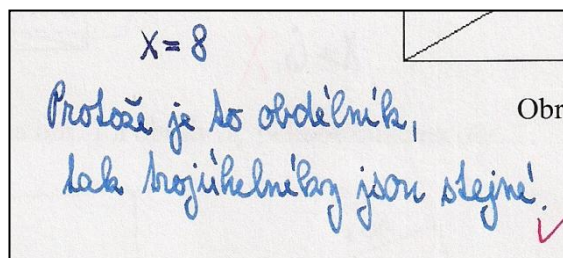 X = 8
Protože je to obdélník,
Obr
tak trojúhelníky jsou stejné.